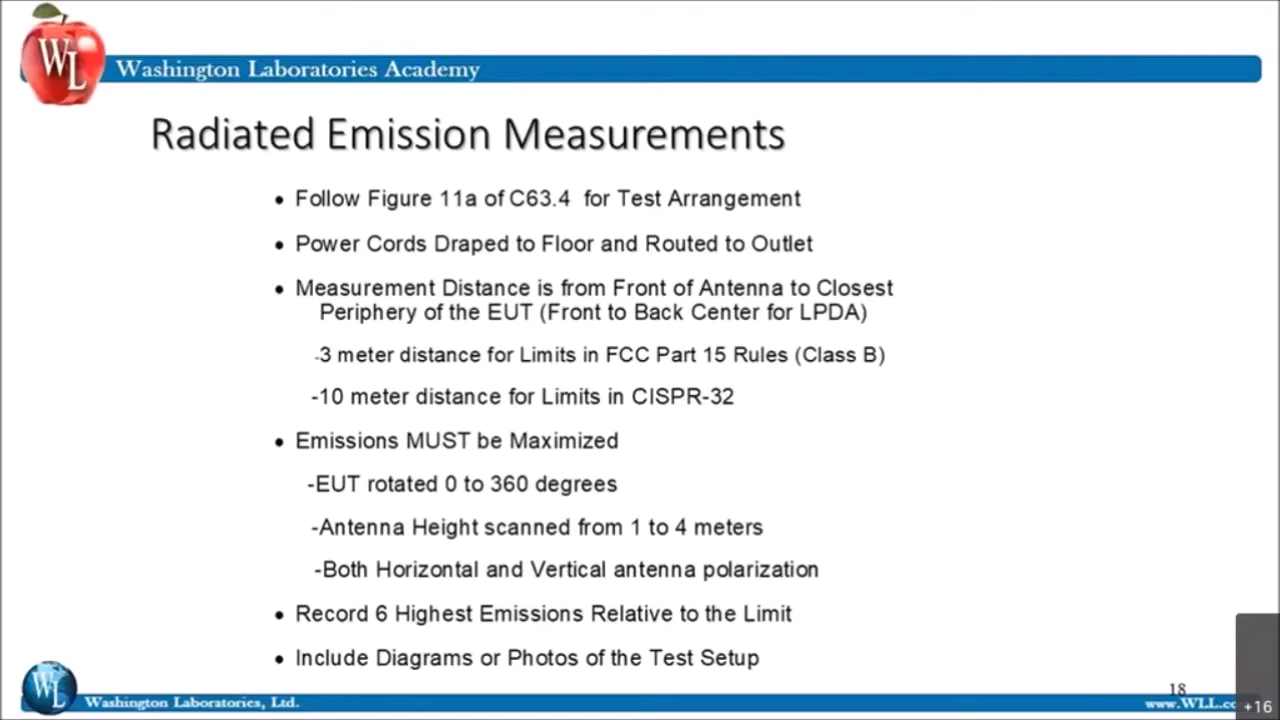 WL
Washington Laboratories Academy
Radiated Emission Measurements
• Follow Figure 11a of C63.4 for Test Arrangement
• Power Cords Draped to Floor and Routed to Outlet
• Measurement Distance is from Front of Antenna to Closest
Periphery of the EUT (Front to Back Center for LPDA)
-3 meter distance for Limits in FCC Part 15 Rules (Class B)
-10 meter distance for Limits in CISPR-32
• Emissions MUST be Maximized
-EUT rotated 0 to 360 degrees
-Antenna Height scanned from 1 to 4 meters
-Both Horizontal and Vertical antenna polarization
• Record 6 Highest Emissions Relative to the Limit
• Include Diagrams or Photos of the Test Setup
18
WL
Washington Laboratories, Ltd.
www.WLL.co
+16